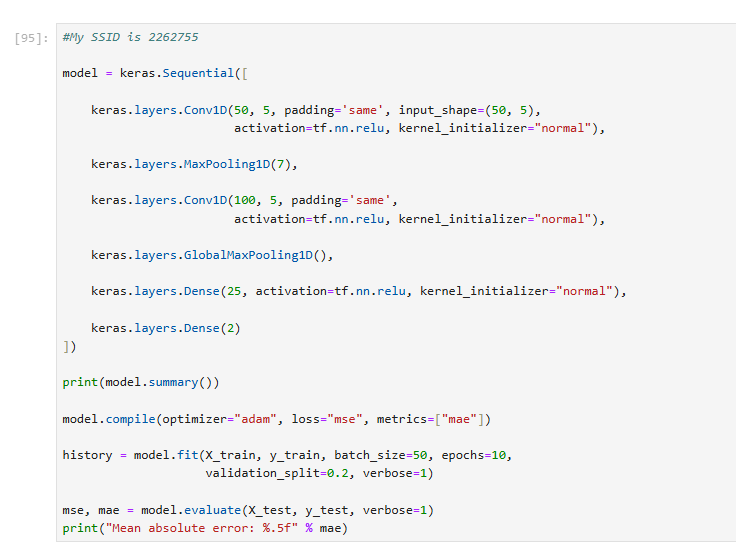 [95]: #My SSID is 2262755
model = keras.Sequential([
keras.layers.Conv1D(50, 5, padding='same', input_shape=(50, 5),
activation=tf.nn.relu, kernel_initializer="normal"),
keras.layers.MaxPooling1D(7),
keras.layers.Conv1D(100, 5, padding='same',
activation=tf.nn.relu, kernel_initializer="normal"),
keras.layers.GlobalMaxPooling1D(),
keras.layers.Dense(25, activation=tf.nn.relu, kernel_initializer="normal"),
keras.layers.Dense(2)
])
print(model.summary())
model.compile(optimizer="adam", loss="mse", metrics=["mae"])
history = model.fit(X_train, y_train, batch_size=50, epochs=10,
validation_split=0.2, verbose=1)
mse, mae = model.evaluate(X_test, y_test, verbose=1)
print("Mean absolute error: %.5f" % mae)